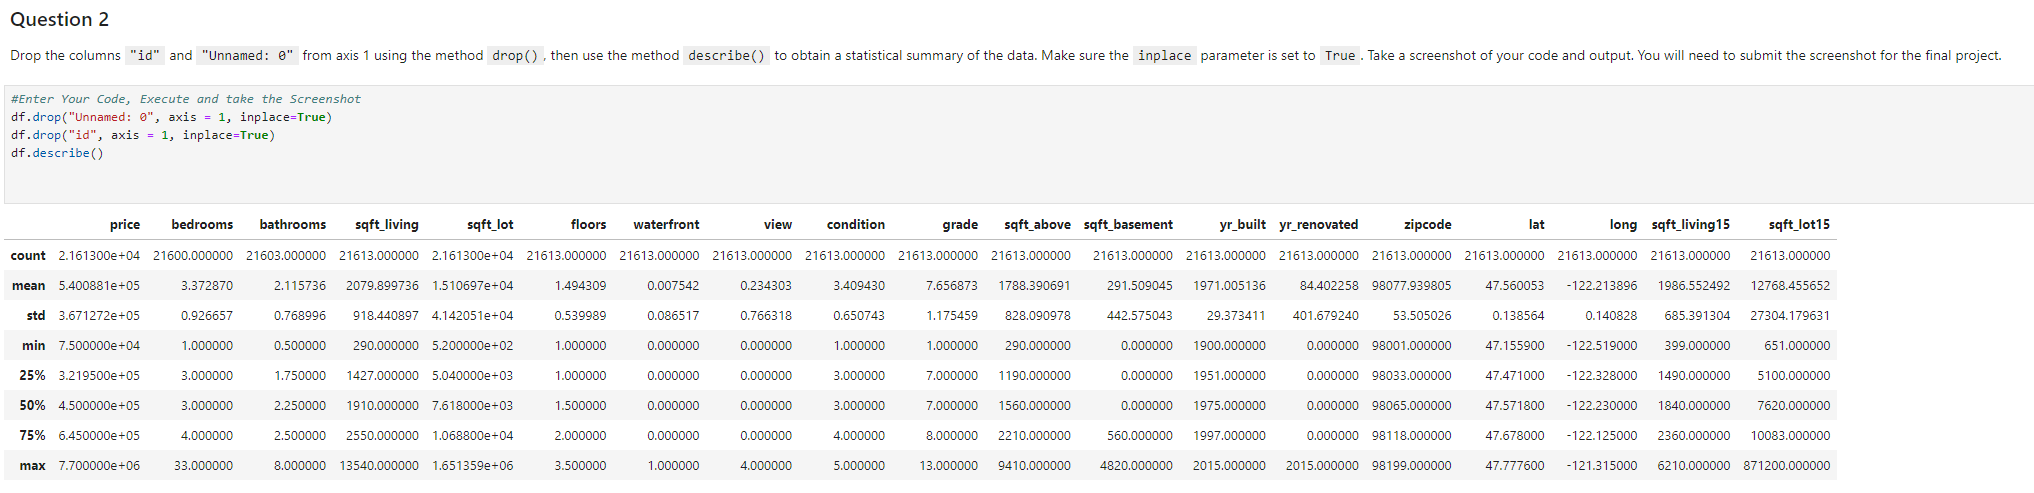 Question 2
Drop the columns "id" and "Unnamed: 0" from axis 1 using the method drop(), then use the method describe() to obtain a statistical summary of the data. Make sure the inplace parameter is set to True. Take a screenshot of your code and output. You will need to submit the screenshot for the final project.
#Enter Your Code, Execute and take the Screenshot
df.drop("Unnamed: 0", axis = 1, inplace=True)
df.drop("id", axis = 1, inplace=True)
df.describe()
price bedrooms bathrooms sqft_living sqft_lot floors waterfront view condition grade sqft_above sqft_basement yr_built yr_renovated zipcode lat long sqft_living15 sqft_lot15
count 2.161300e+04 21600.000000 21603.000000 21613.000000 2.161300e+04 21613.000000 21613.000000 21613.000000 21613.000000 21613.000000 21613.000000 21613.000000 21613.000000 21613.000000 21613.000000 21613.000000 21613.000000 21613.000000 21613.000000
mean 5.400881e+05 3.372870 2.115736 2079.899736 1.510697e+04 1.494309 0.007542 0.234303 3.409430 7.656873 1788.390691 291.509045 1971.005136 84.402258 98077.939805 47.560053 -122.213896 1986.552492 12768.455652
std 3.671272e+05 0.926657 0.768996 918.440897 4.142051e+04 0.539989 0.086517 0.766318 0.650743 1.175459 828.090978 442.575043 29.373411 401.679240 53.505026 0.138564 0.140828 685.391304 27304.179631
min 7.500000e+04 1.000000 0.500000 290.000000 5.200000e+02 1.000000 0.000000 0.000000 1.000000 1.000000 290.000000 0.000000 1900.000000 0.000000 98001.000000 47.155900 -122.519000 399.000000 651.000000
25% 3.219500e+05 3.000000 1.750000 1427.000000 5.040000e+03 1.000000 0.000000 0.000000 3.000000 7.000000 1190.000000 0.000000 1951.000000 0.000000 98033.000000 47.471000 -122.328000 1490.000000 5100.000000
50% 4.500000e+05 3.000000 2.250000 1910.000000 7.618000e+03 1.500000 0.000000 0.000000 3.000000 7.000000 1560.000000 0.000000 1975.000000 0.000000 98065.000000 47.571800 -122.230000 1840.000000 7620.000000
75% 6.450000e+05 4.000000 2.500000 2550.000000 1.068800e+04 2.000000 0.000000 0.000000 4.000000 8.000000 2210.000000 560.000000 1997.000000 0.000000 98118.000000 47.678000 -122.125000 2360.000000 10083.000000
max 7.700000e+06 33.000000 8.000000 13540.000000 1.651359e+06 3.500000 1.000000 4.000000 5.000000 13.000000 9410.000000 4820.000000 2015.000000 2015.000000 98199.000000 47.777600 -121.315000 6210.000000 871200.000000